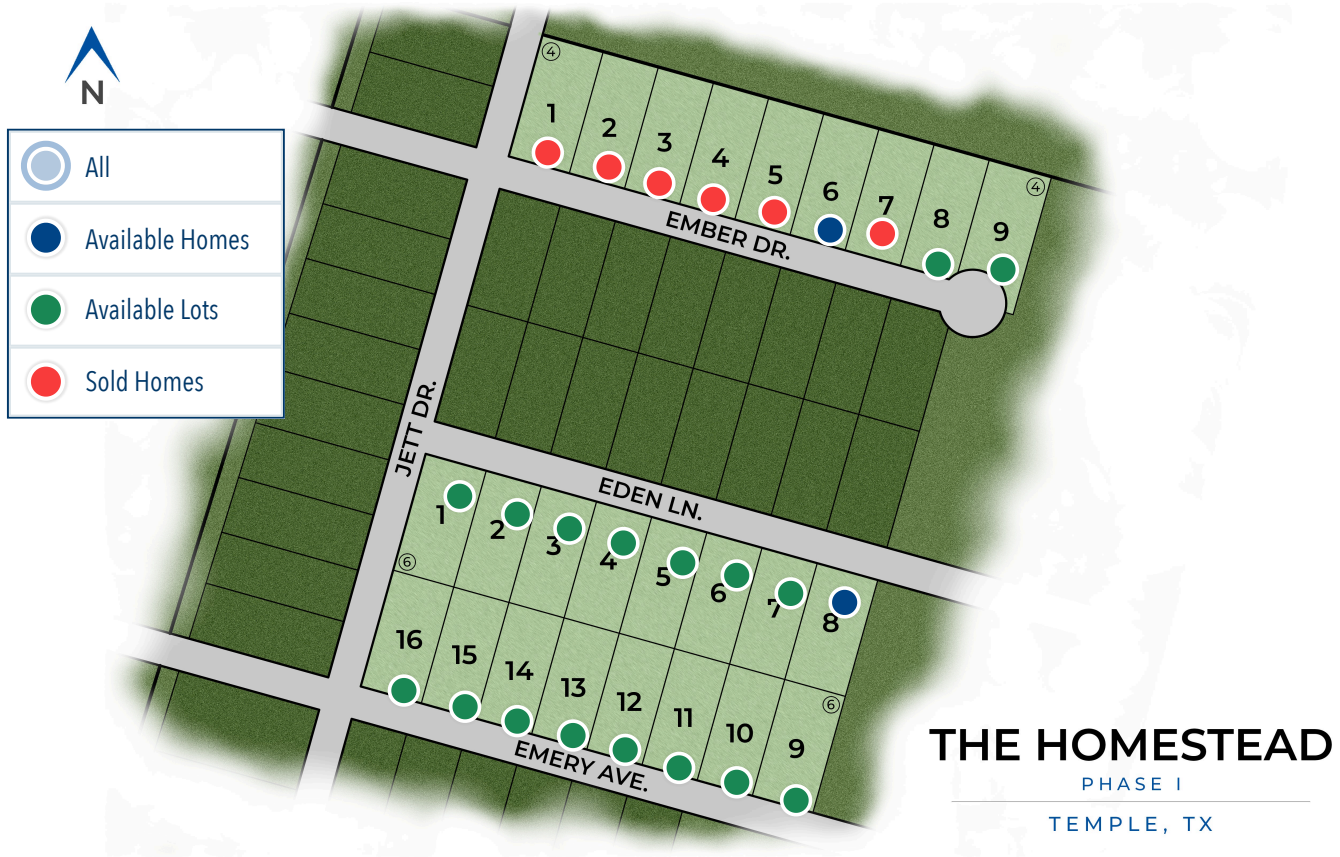 N
All
Available Homes
Available Lots
Sold Homes
4
1
2
3
4
5
6
7
8
9
4
EMBER DR.
JETT DR.
EDEN LN.
1
2
3
4
5
6
7
8
6
16
15
14
13
12
11
10
9
6
EMERY AVE.
THE HOMESTEAD
PHASE I
TEMPLE, TX